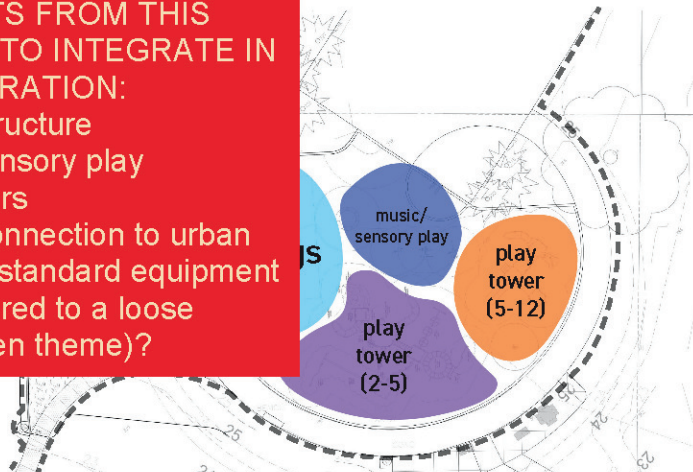 TS FROM THIS
TO INTEGRATE IN
RATION:
ructure
ensory play
rs
onnection to urban
standard equipment
red to a loose
en theme)?
gs
music/
sensory play
play
tower
(5-12)
play
tower
(2-5)
25
25
24
23